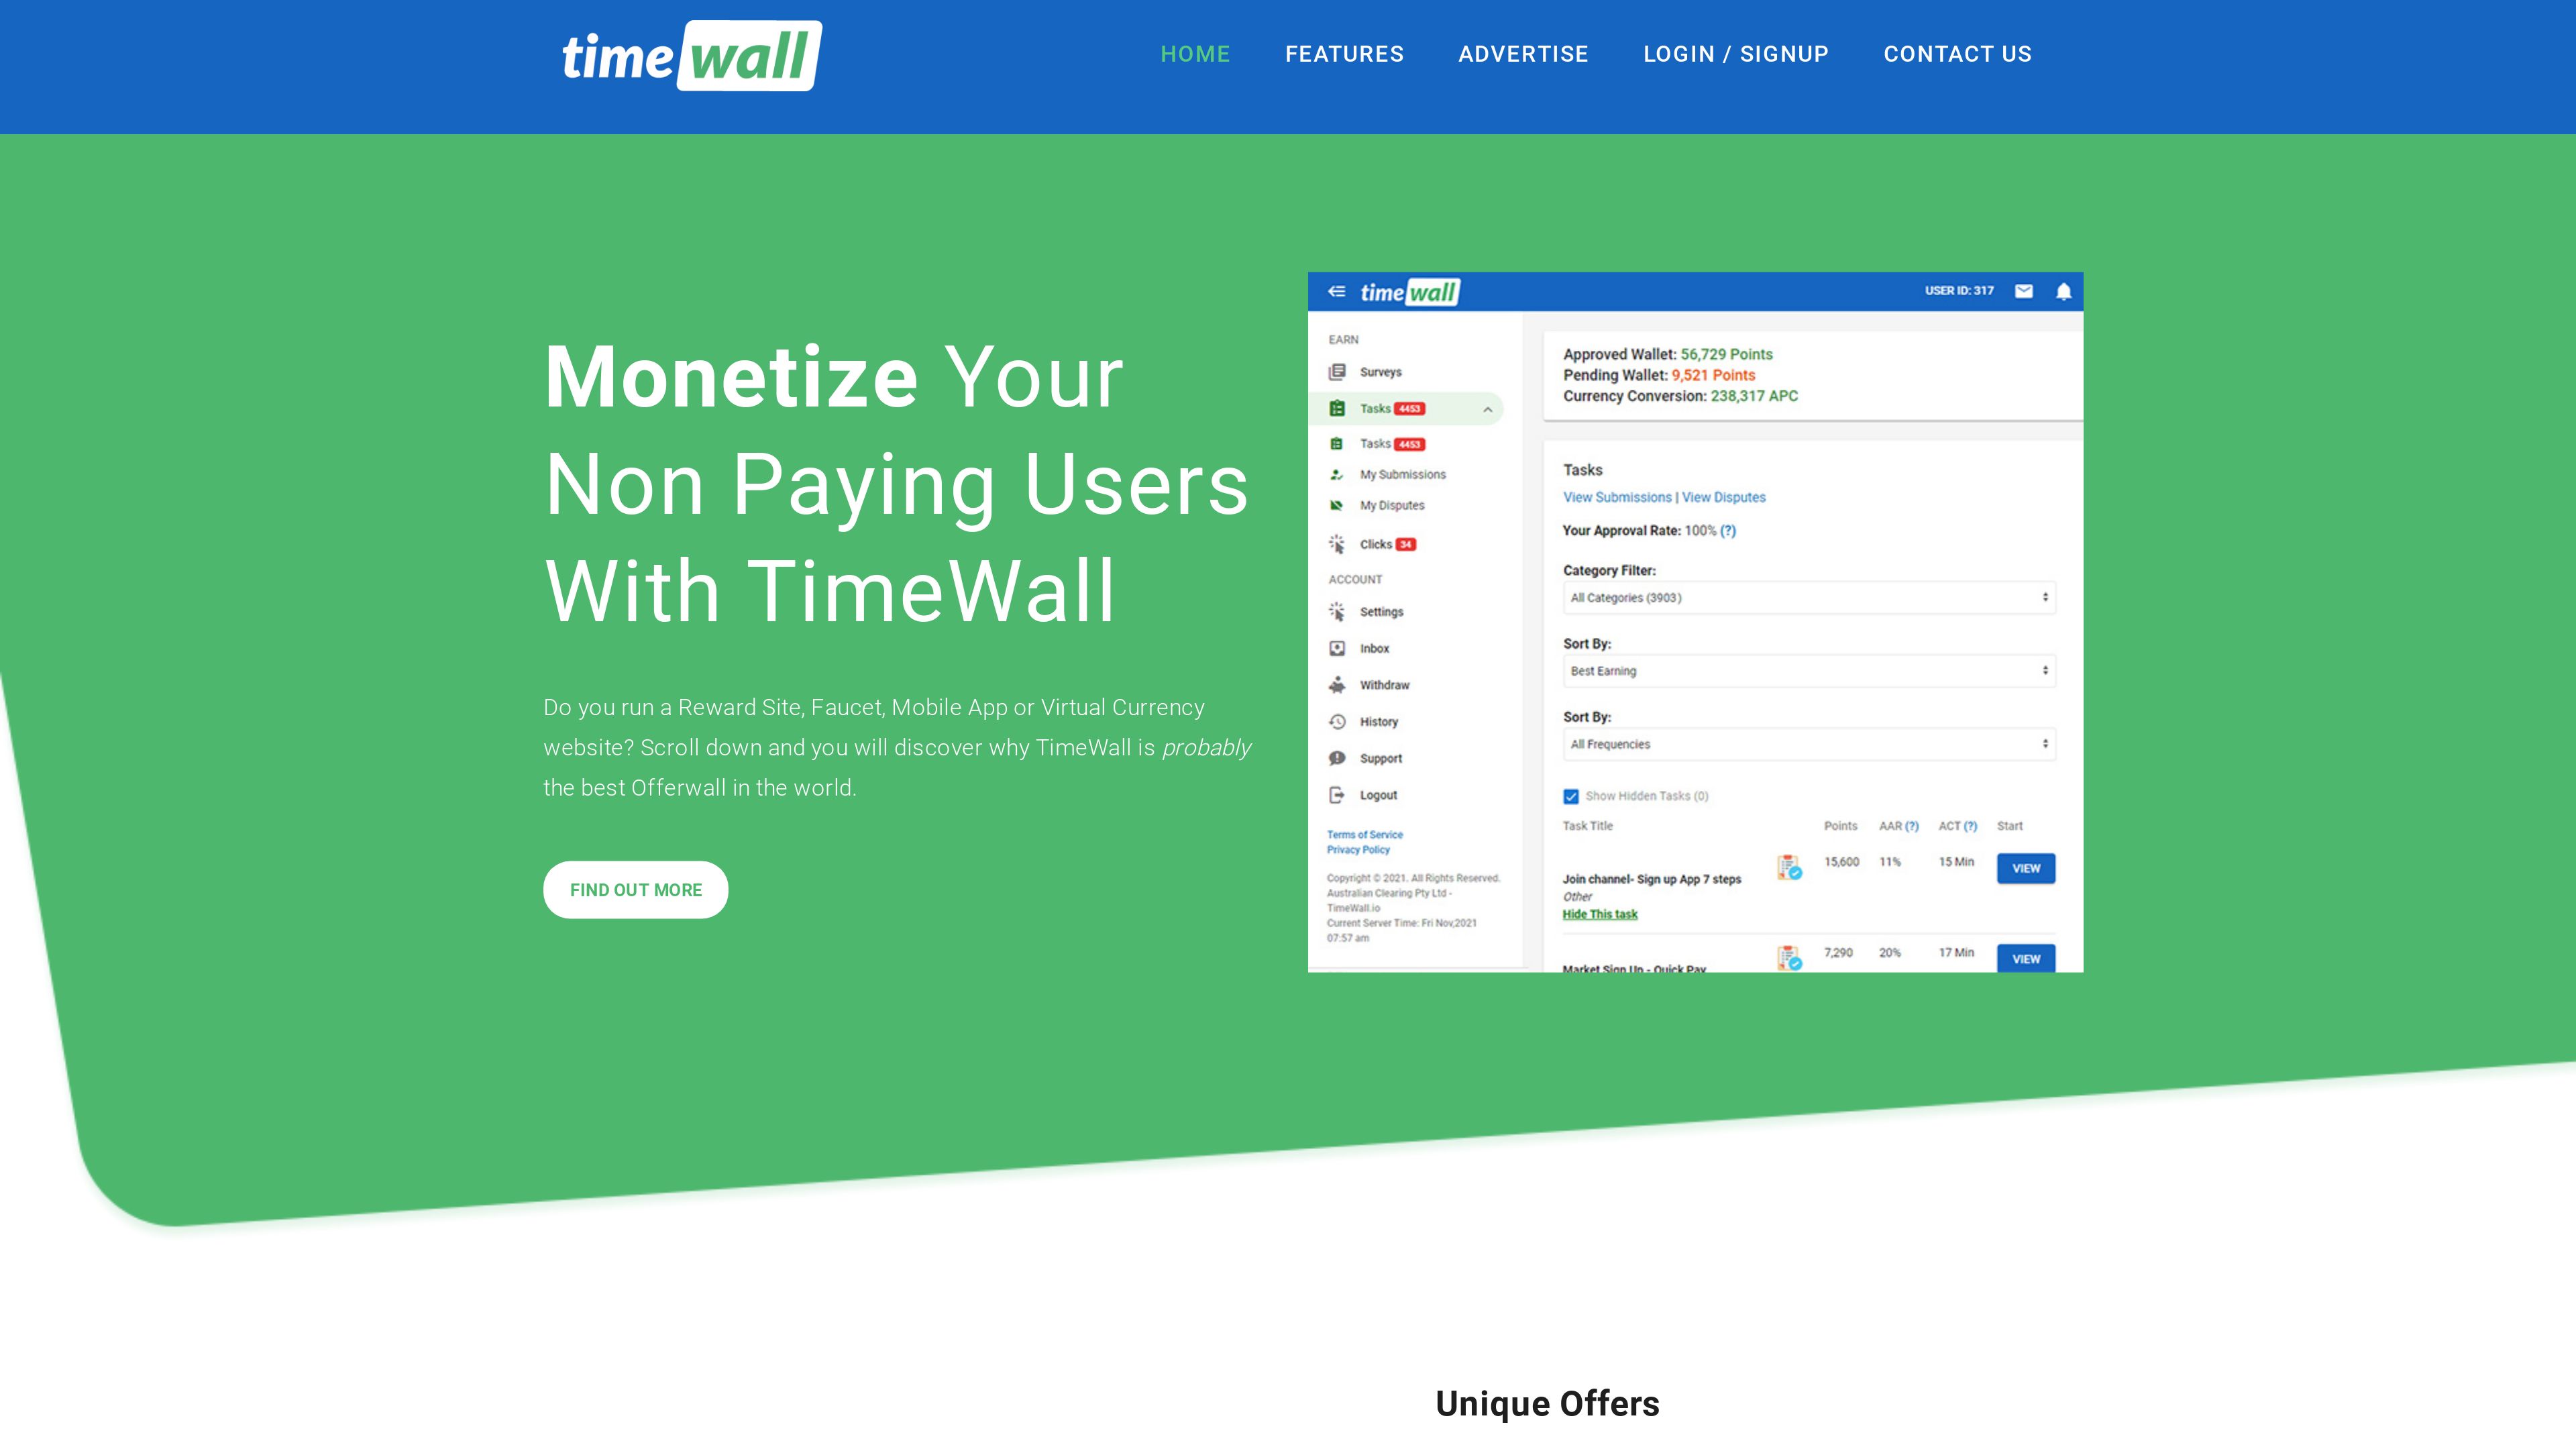 timewall
HOME FEATURES ADVERTISE LOGIN / SIGNUP CONTACT US
Monetize Your
Non Paying Users
With TimeWall
Do you run a Reward Site, Faucet, Mobile App or Virtual Currency
website? Scroll down and you will discover why TimeWall is probably
the best Offerwall in the world.
FIND OUT MORE
timewall
USER ID: 317
EARN
Surveys
Tasks 4453
Tasks 4453
My Submissions
My Disputes
Clicks 34
ACCOUNT
Settings
Inbox
Withdraw
History
Support
Logout
Terms of Service
Privacy Policy
Copyright © 2021. All Rights Reserved.
Australian Clearing Pty Ltd -
TimeWall.io
Current Server Time: Fri Nov,2021
07:57 am
Approved Wallet: 56,729 Points
Pending Wallet: 9,521 Points
Currency Conversion: 238,317 APC
Tasks
View Submissions | View Disputes
Your Approval Rate: 100% (?)
Category Filter:
All Categories (3903)
Sort By:
Best Earning
Sort By:
All Frequencies
Show Hidden Tasks (0)
Task Title Points AAR (?) ACT (?) Start
15,600 11% 15 Min VIEW
Join channel- Sign up App 7 steps
Other
Hide This task
7,290 20% 17 Min VIEW
Market Sign Up - Quick Pay
Unique Offers